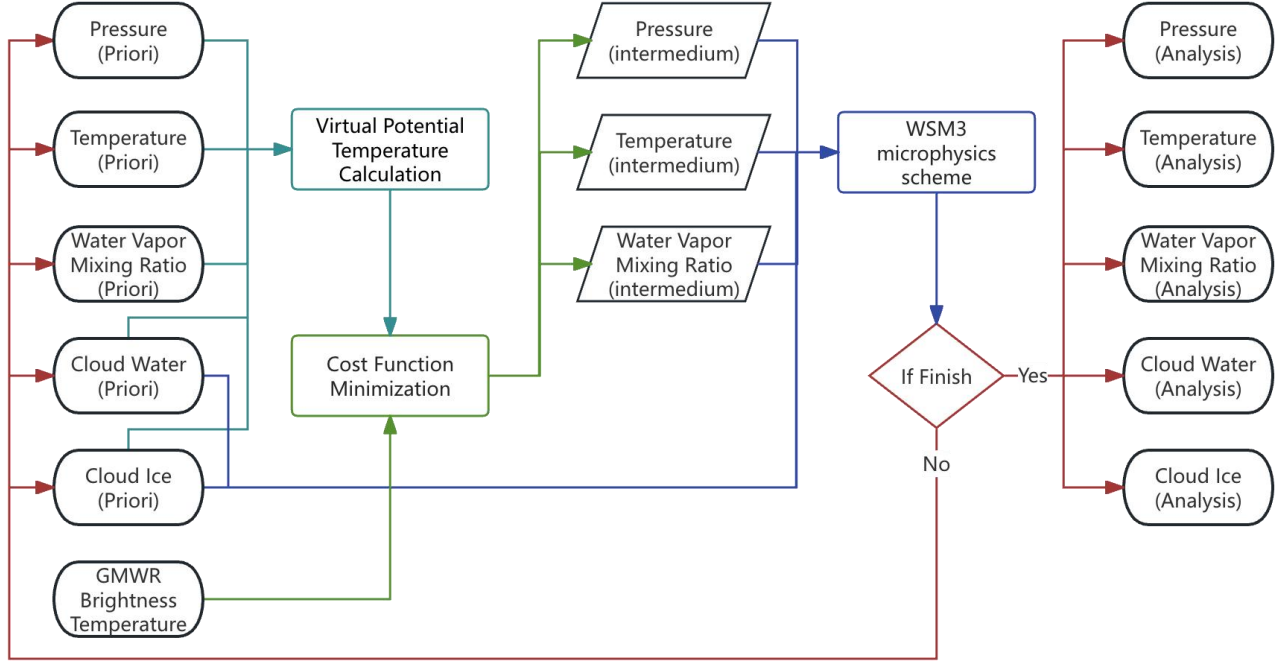 Pressure
(Priori)
Temperature
(Priori)
Water Vapor
Mixing Ratio
(Priori)
Cloud Water
(Priori)
Cloud Ice
(Priori)
GMWR
Brightness
Temperature
Virtual Potential
Temperature
Calculation
Cost Function
Minimization
Pressure
(intermedium)
Temperature
(intermedium)
Water Vapor
Mixing Ratio
(intermedium)
WSM3
microphysics
scheme
If Finish
Yes
No
Pressure
(Analysis)
Temperature
(Analysis)
Water Vapor
Mixing Ratio
(Analysis)
Cloud Water
(Analysis)
Cloud Ice
(Analysis)